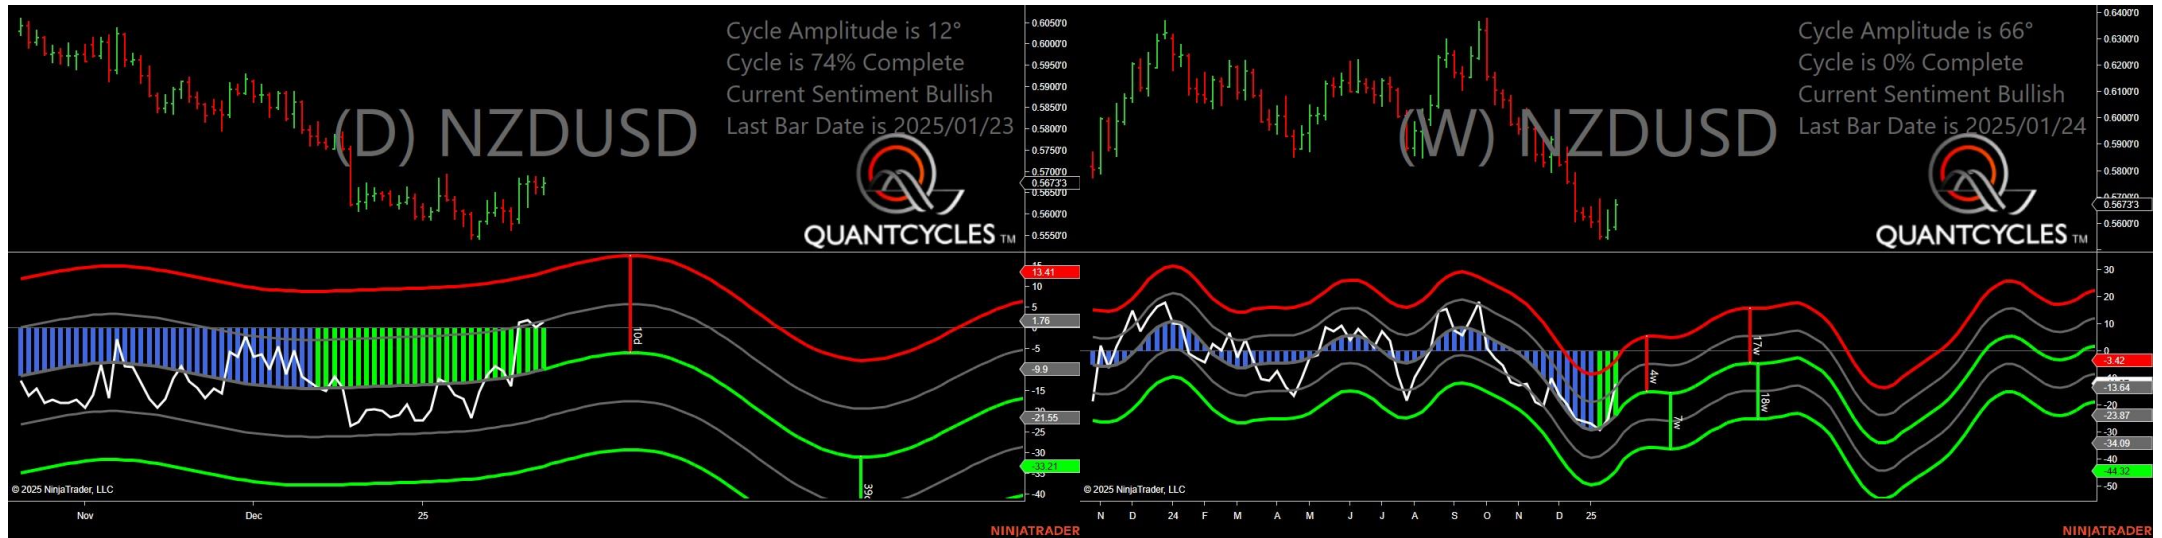 Cycle Amplitude is 12°
Cycle is 74% Complete
Current Sentiment Bullish
Last Bar Date is 2025/01/23
(D) NZDUSD
QUANTCYCLES TM
0.6050'0
0.6000'0
0.5950'0
0.5900'0
0.5850'0
0.5800'0
0.5750'0
0.5700'0
0.5673'3
0.5650'0
0.5600'0
0.5550'0
15
13.41
10
5
1.76
-5
-9.9
-15
-21.55
-25
-30
-33.21
-40
10d
© 2025 NinjaTrader, LLC
Nov
Dec
25
NINJATRADER
Cycle Amplitude is 66°
Cycle is 0% Complete
Current Sentiment Bullish
Last Bar Date is 2025/01/24
(W) NZDUSD
QUANTCYCLES TM
0.6400'0
0.6300'0
0.6200'0
0.6100'0
0.6000'0
0.5900'0
0.5800'0
0.5700'0
0.5673'3
0.5600'0
30
20
10
0
-3.42
-13.64
-20
-23.87
-30
-34.09
-44.32
-50
4w
7w
17w
18w
© 2025 NinjaTrader, LLC
N D 24 F M A M J J A S O N D 25
NINJATRADER